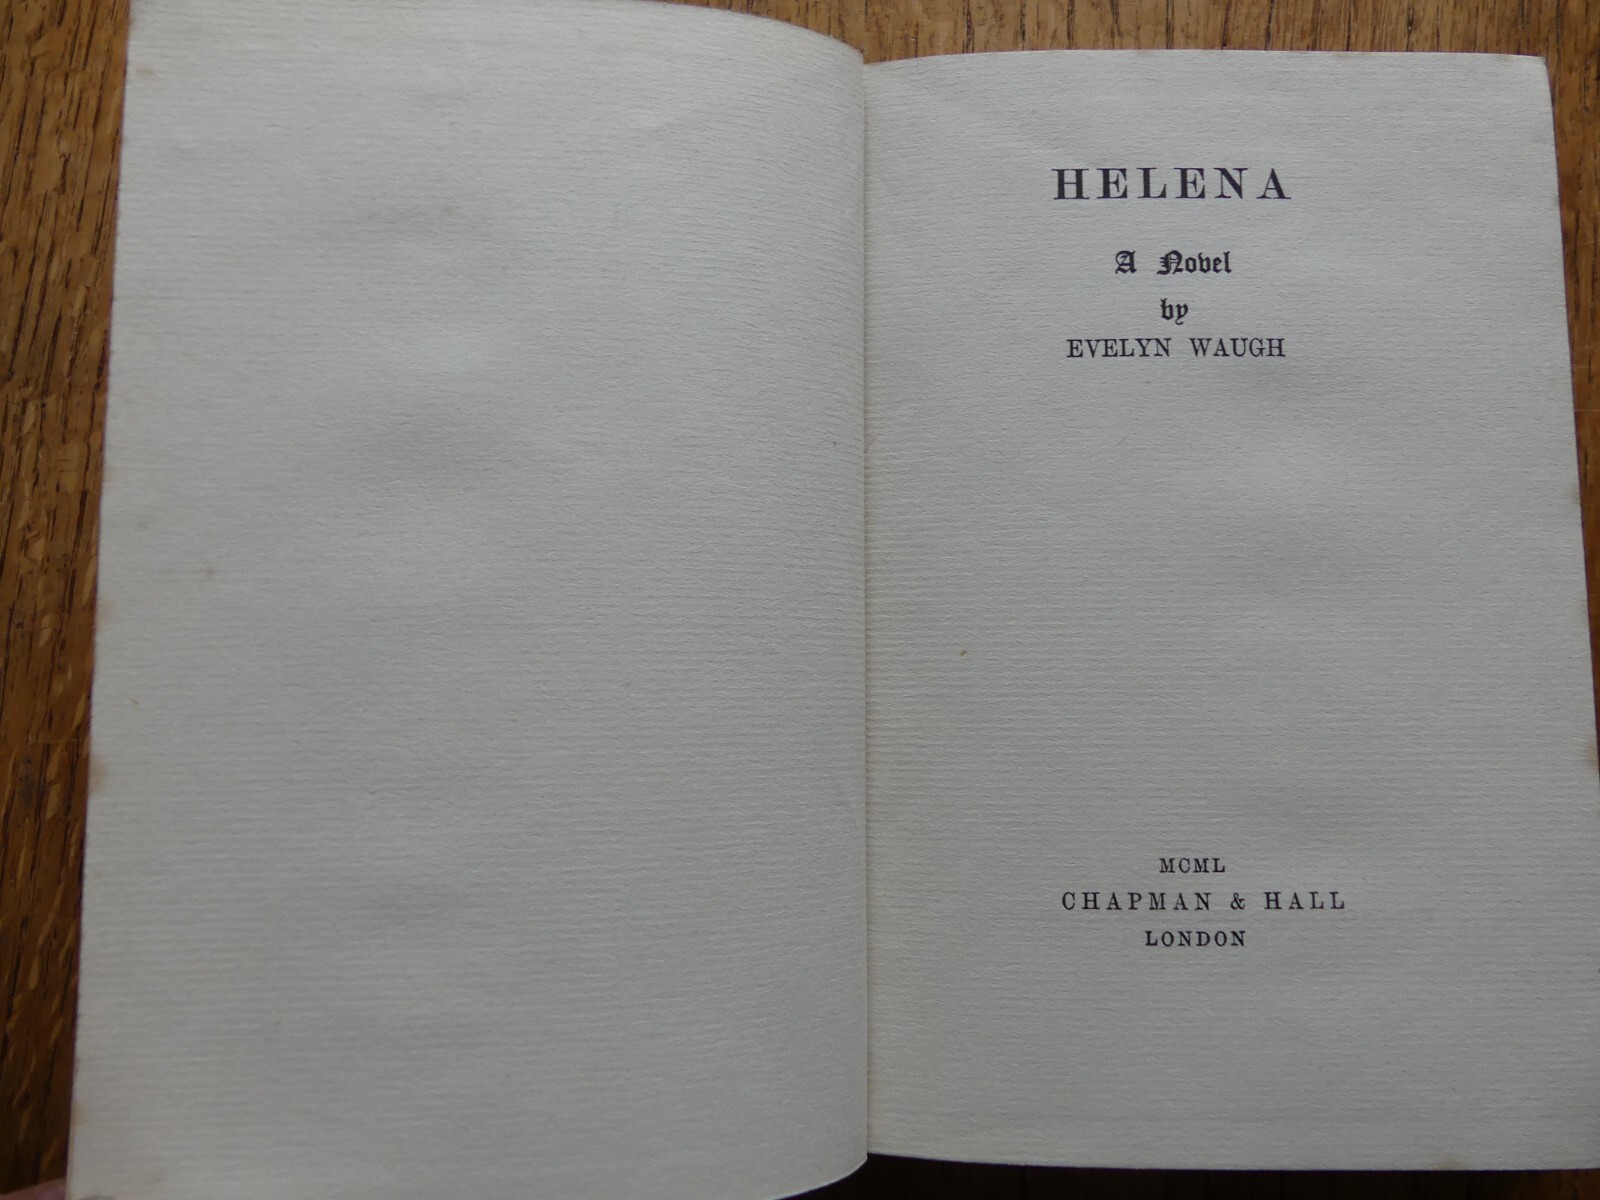 HELENA
A Novel
by
EVELYN WAUGH
MCML
CHAPMAN & HALL
LONDON